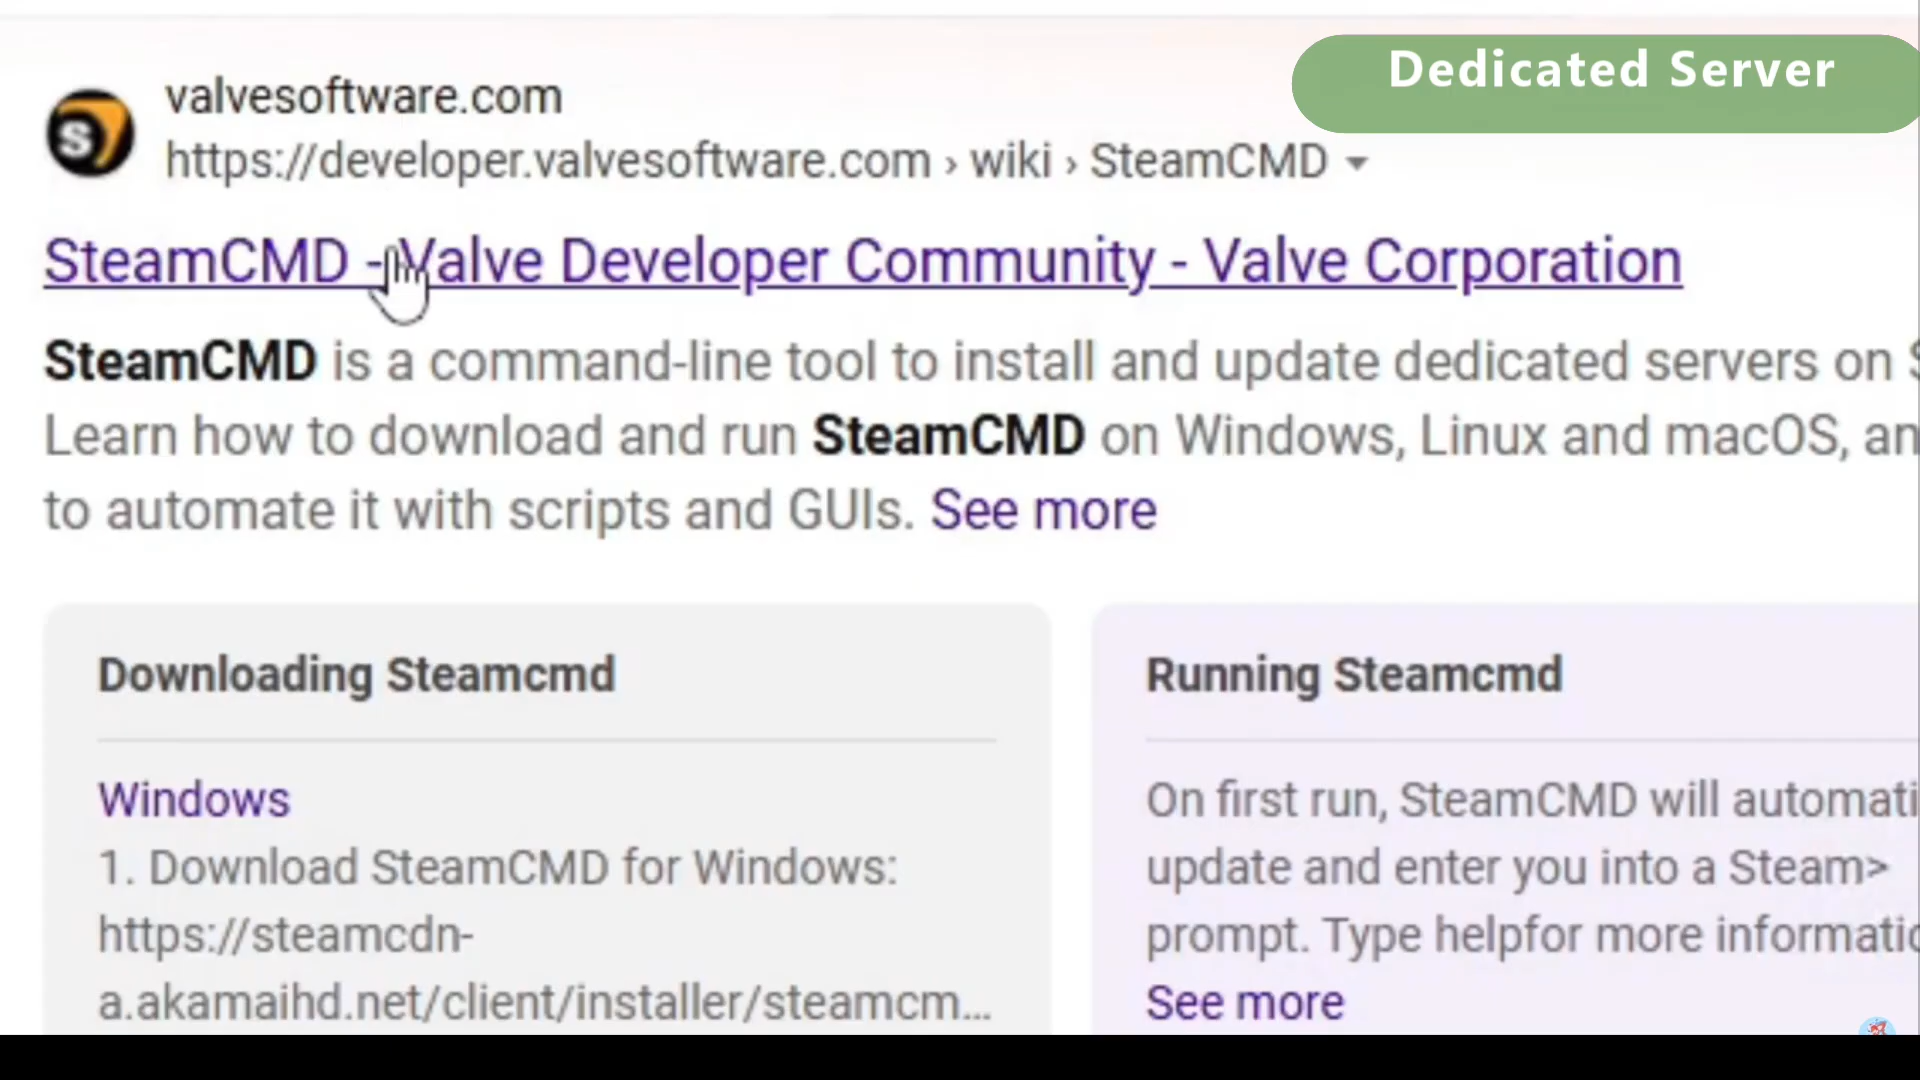 Dedicated Server
valvesoftware.com
https://developer.valvesoftware.com › wiki › SteamCMD
SteamCMD - Valve Developer Community - Valve Corporation
SteamCMD is a command-line tool to install and update dedicated servers on
Learn how to download and run SteamCMD on Windows, Linux and macOS,
to automate it with scripts and GUIs. See more
Downloading Steamcmd
Windows
1. Download SteamCMD for Windows:
https://steamcdn-
a.akamaihd.net/client/installer/steamcm...
Running Steamcmd
On first run, SteamCMD will automati
update and enter you into a Steam>
prompt. Type helpfor more informatio
See more